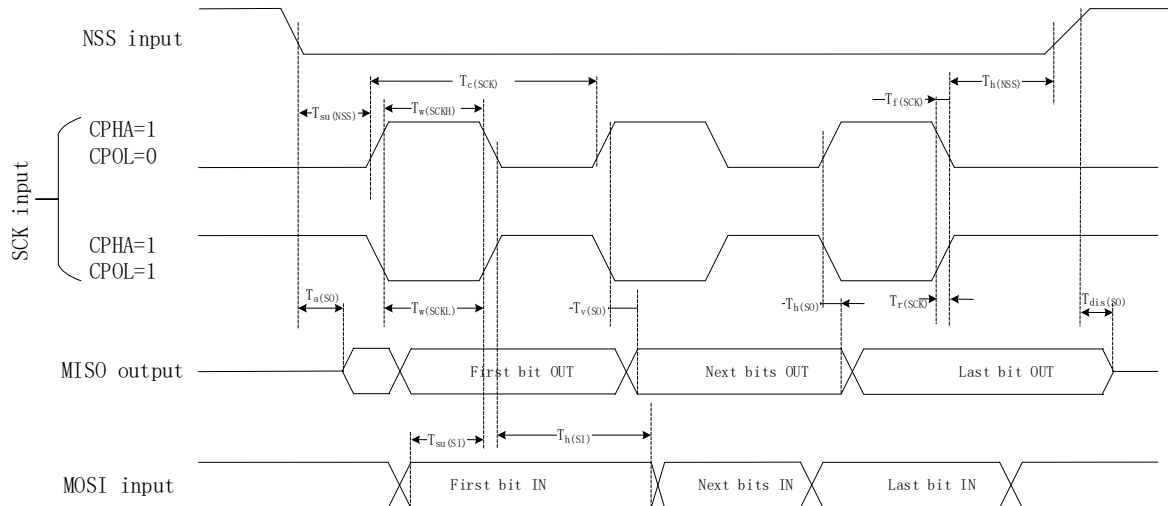 NSS input
Tc(SCK)
Th(NSS)
Tsu(NSS)
Tw(SCKH)
Tf(SCK)
SCK input
CPHA=1
CPOL=0
CPHA=1
CPOL=1
Ta(SO)
Tw(SCKL)
Tv(SO)
Th(SO)
Tr(SCK)
Tdis(SO)
MISO output
First bit OUT
Next bits OUT
Last bit OUT
Tsu(SI)
Th(SI)
MOSI input
First bit IN
Next bits IN
Last bit IN